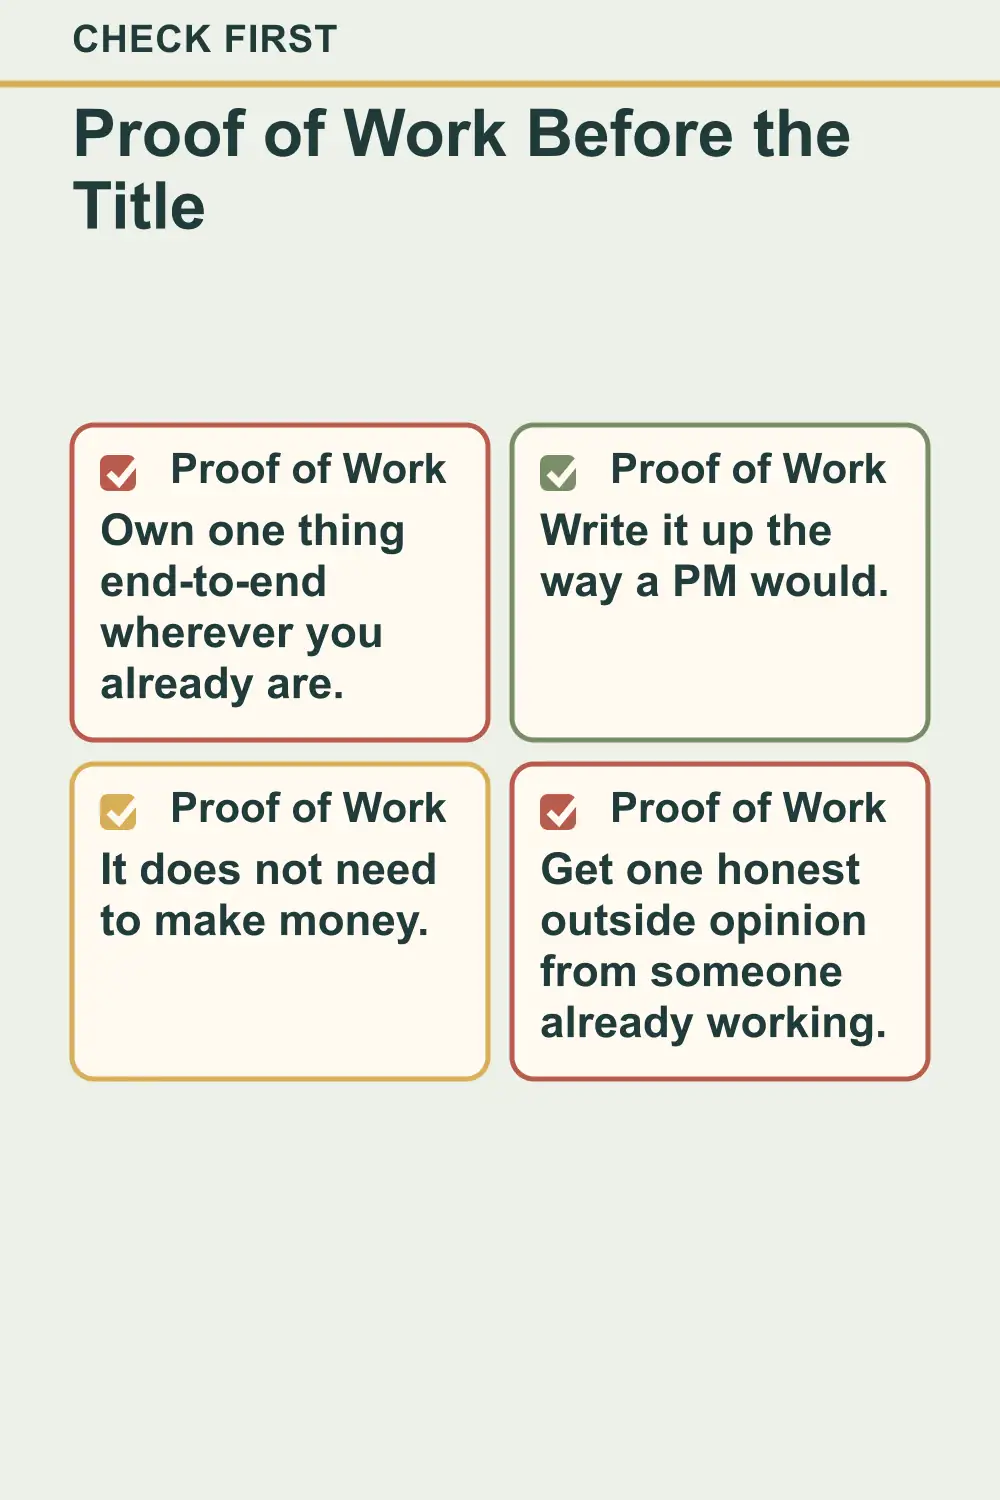 CHECK FIRST
Proof of Work Before the
Title
Proof of Work
Own one thing
end-to-end
wherever you
already are.
Proof of Work
Write it up the
way a PM would.
Proof of Work
It does not need
to make money.
Proof of Work
Get one honest
outside opinion
from someone
already working.